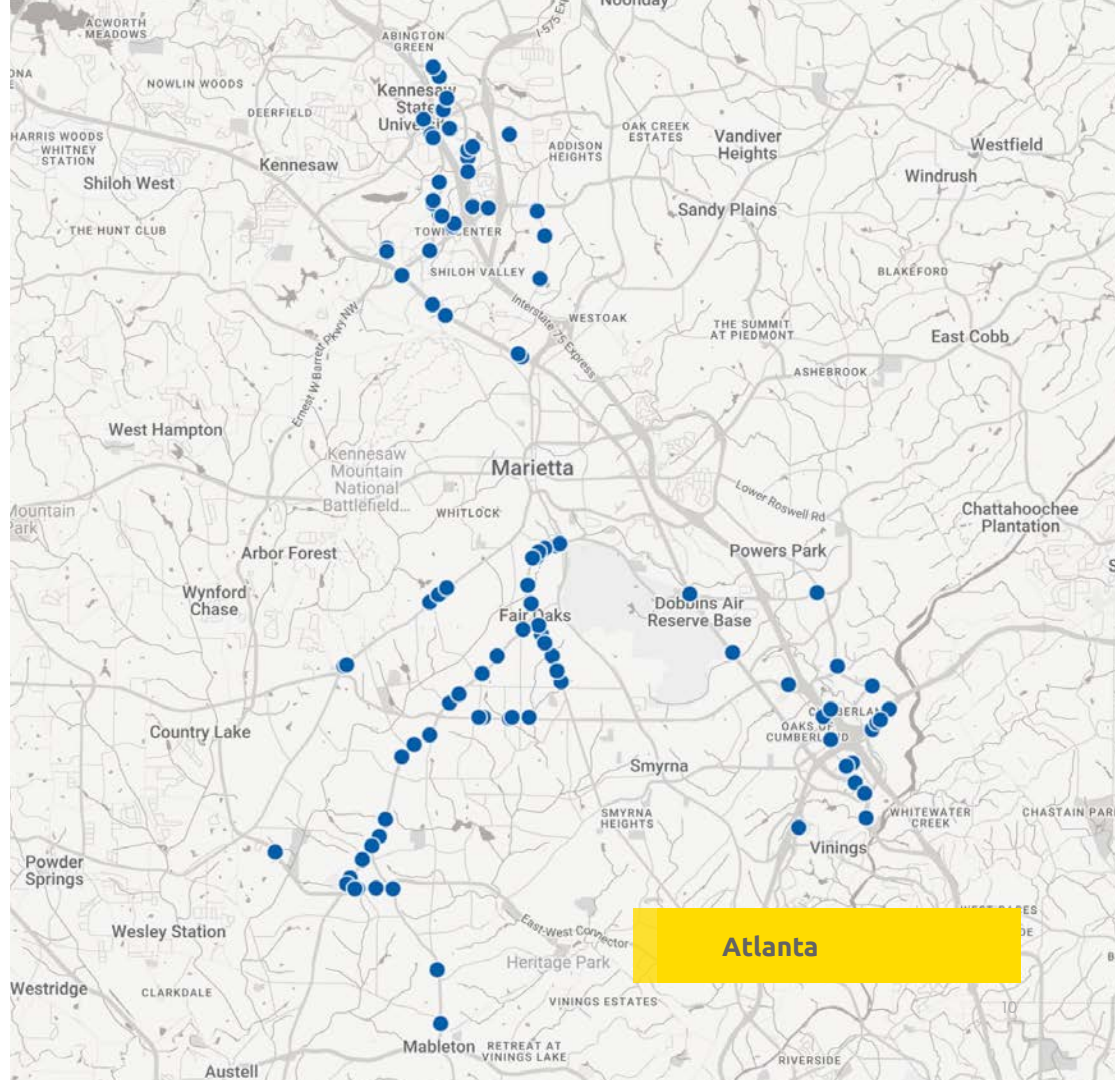 Noonday
ACWORTH
MEADOWS
ABINGTON
GREEN
I-575 Ex
NOWLIN WOODS
Kennesaw
State
University
DEERFIELD
HARRIS WOODS
WHITNEY
STATION
OAK CREEK
ESTATES
Vandiver
Heights
Westfield
ADDISON
HEIGHTS
Kennesaw
Shiloh West
Windrush
Sandy Plains
THE HUNT CLUB
TOWN CENTER
SHILOH VALLEY
BLAKEFORD
Interstate 75 Express
Ernest W Barrett Pkwy NW
WESTOAK
THE SUMMIT
AT PIEDMONT
East Cobb
ASHEBROOK
West Hampton
Kennesaw
Mountain
National
Battlefield...
Marietta
Lower Roswell Rd
WHITLOCK
Mountain
Park
Chattahoochee
Plantation
Arbor Forest
Powers Park
Wynford
Chase
Fair Oaks
Dobbins Air
Reserve Base
Country Lake
CUMBERLAND
OAKS OF
CUMBERLAND
Smyrna
SMYRNA
HEIGHTS
WHITEWATER
CREEK
CHASTAIN PAR
Vinings
Powder
Springs
Wesley Station
East-West Connector
Atlanta
Heritage Park
Westridge
CLARKDALE
VININGS ESTATES
10
Mableton
RETREAT AT
VININGS LAKE
RIVERSIDE
Austell